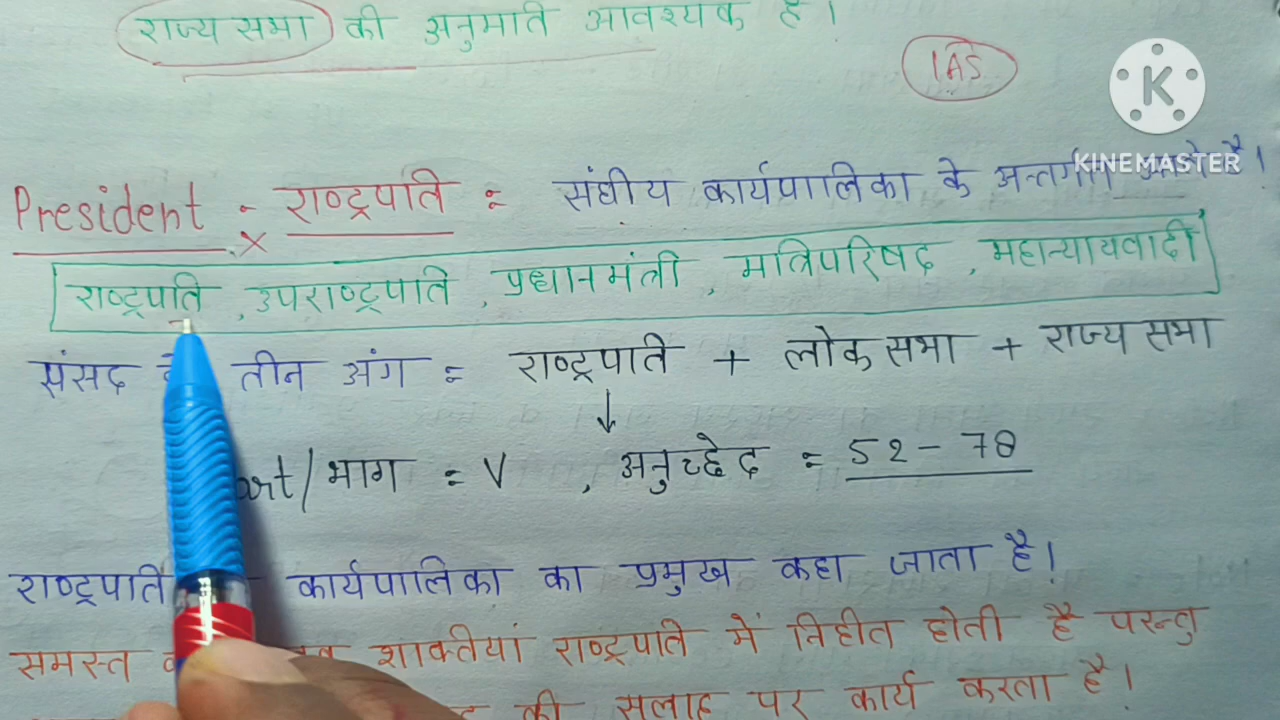 राज्य सभा की अनुमति आवश्यक है।
IAS
K
KINEMASTER
President - राष्ट्रपति = संघीय कार्यपालिका के अन्तर्गत
राष्ट्रपति, उपराष्ट्रपति, प्रधानमंत्री, मात्रिपरिषद, महान्यायवादी
संसद तीन अंग = राष्ट्रपति + लोक सभा + राज्य सभा
/भाग = V, अनुच्छेद = 52 - 78
राष्ट्रपति कार्यपालिका का प्रमुख कहा जाता है।
समस्त शाक्तीयां राष्ट्रपति में निहीत होती है परन्तु
की सलाह पर कार्य करता है।